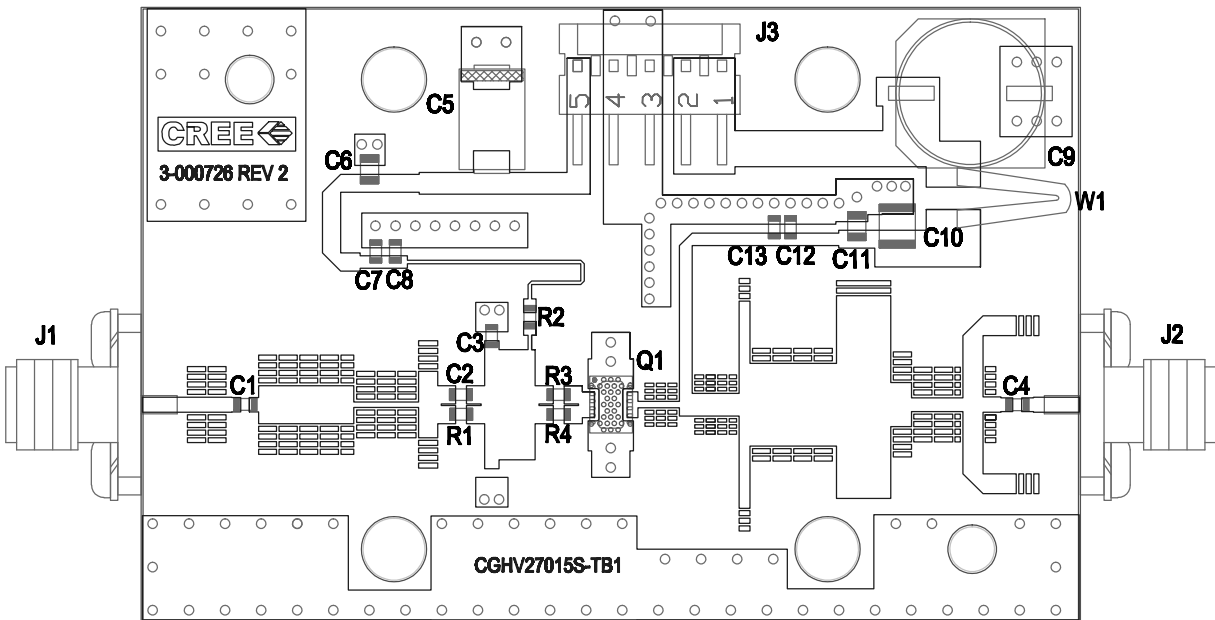 J3
5 4 3 2 1
C5
CREE
C6
3-000726 REV 2
C9
W1
C13 C12 C11 C10
C7 C8
R2
C3
J1
J2
Q1
C1
C2
R3
C4
R1
R4
CGHV27015S-TB1